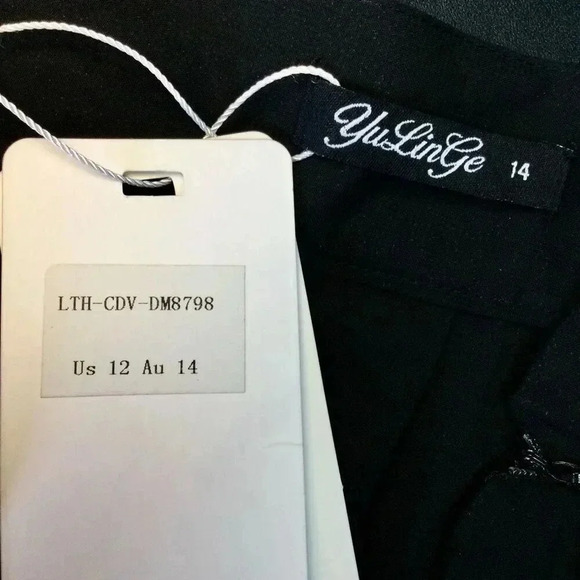 YuLinGe 14
LTH-CDV-DM8798
Us 12 Au 14